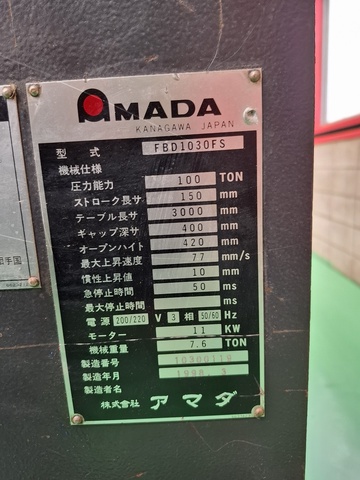 AMADA
KANAGAWA JAPAN
型式 FBD1030FS
機械仕様
圧力能力 100 TON
ストローク長サ 150 mm
テーブル長サ 3000 mm
ギャップ深サ 400 mm
オープンハイト 420 mm
最大上昇速度 77 mm/s
慣性上昇値 10 mm
急停止時間 50 ms
最大停止時間 ms
電源 200/220 V 3 相 50/60 Hz
モーター 11 KW
機械重量 7.6 TON
製造番号
製造年月 1998. 3
製造者名
株式会社 アマダ